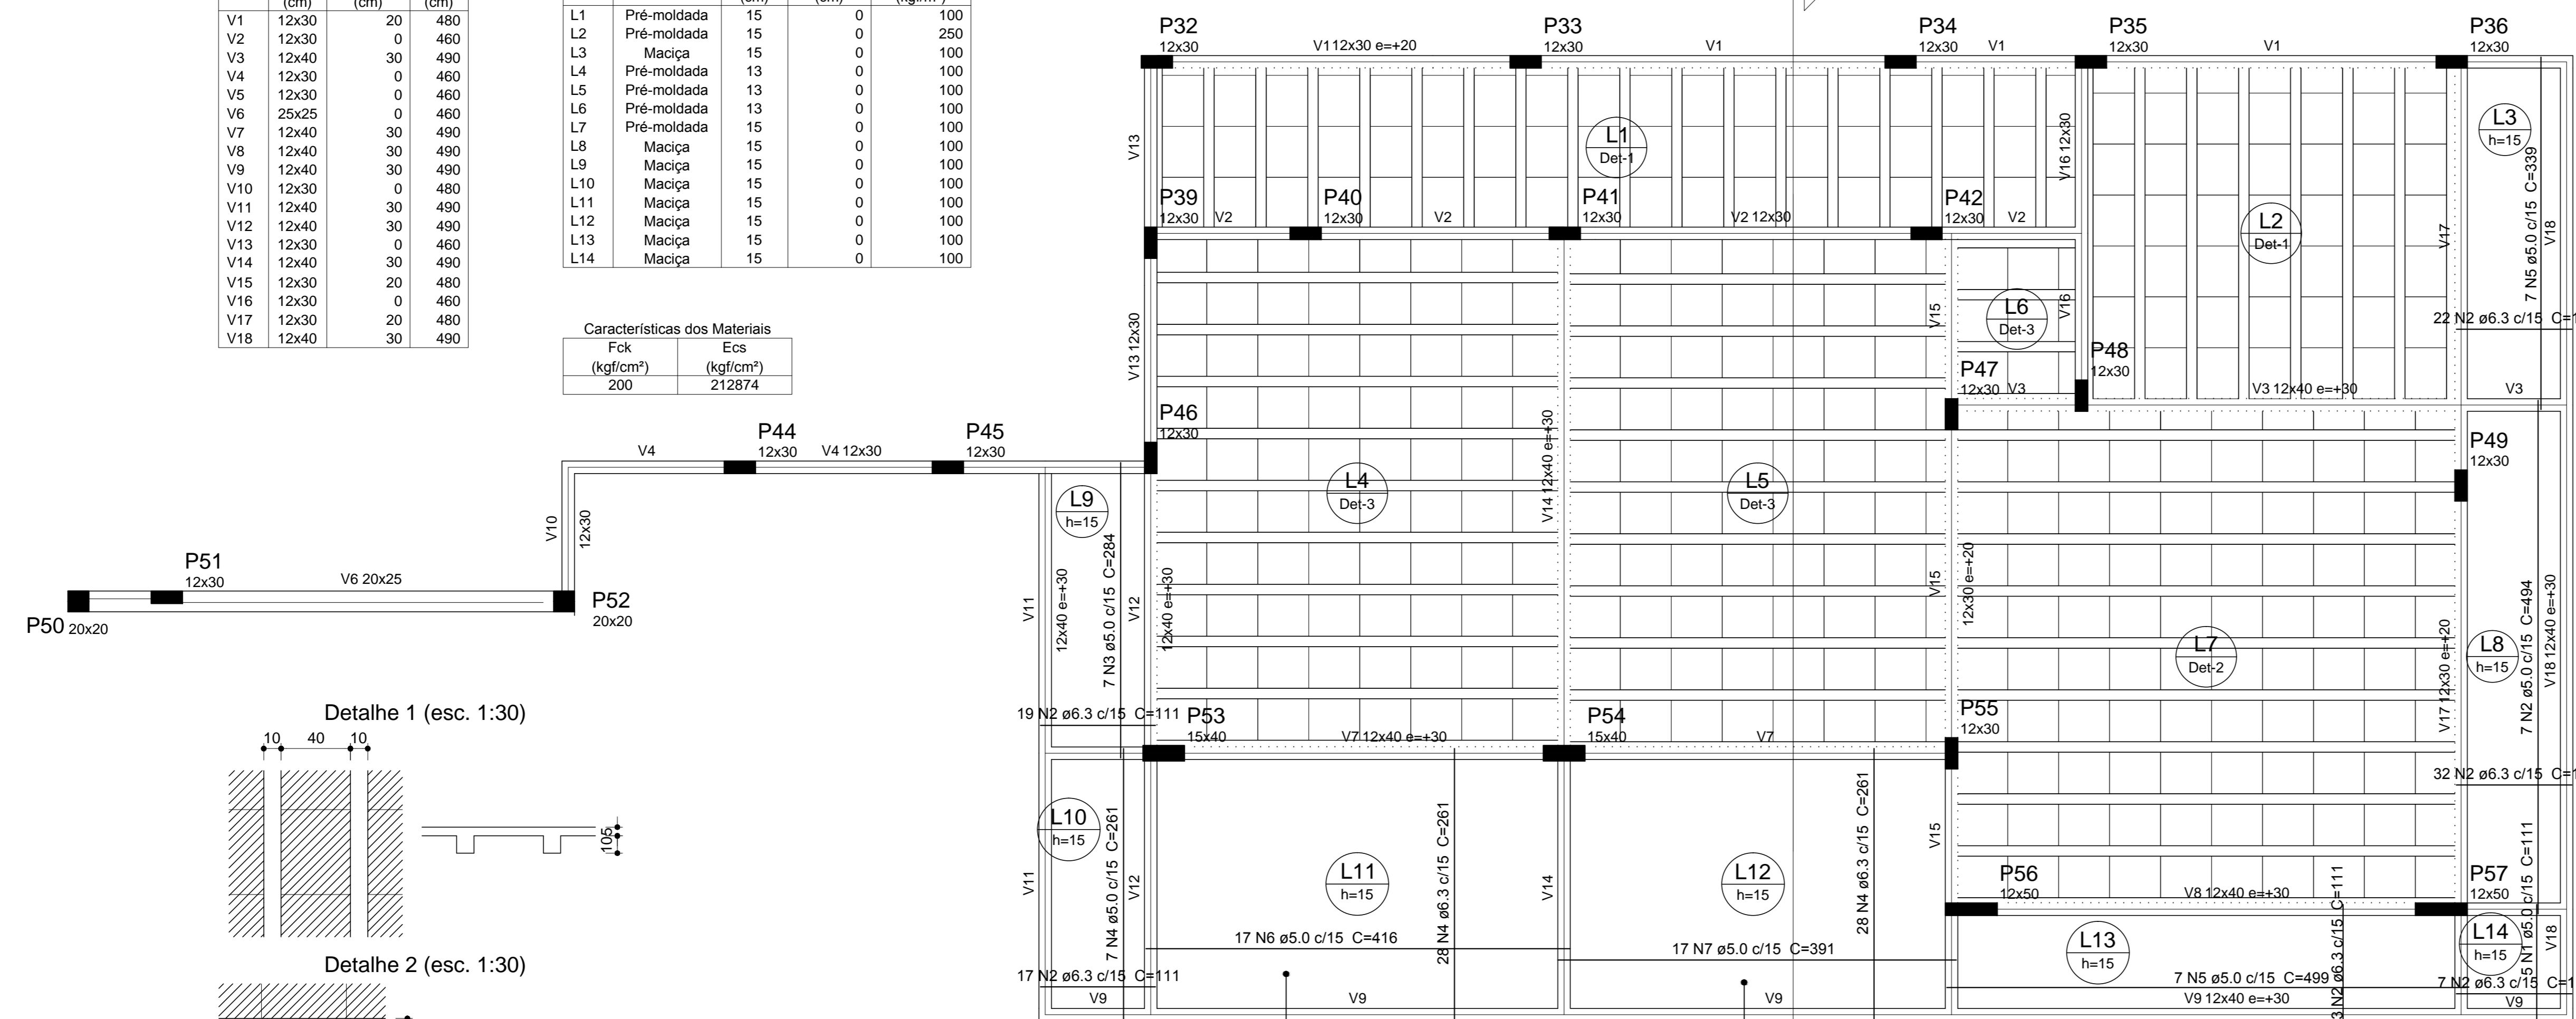 (cm) (cm) (cm)
V1 12x30 20 480
V2 12x30 0 460
V3 12x40 30 490
V4 12x30 0 460
V5 12x30 0 460
V6 25x25 0 460
V7 12x40 30 490
V8 12x40 30 490
V9 12x40 30 490
V10 12x30 0 480
V11 12x40 30 490
V12 12x40 30 490
V13 12x30 0 460
V14 12x40 30 490
V15 12x30 20 480
V16 12x30 0 460
V17 12x30 20 480
V18 12x40 30 490
L1 Pré-moldada 15 0 100
L2 Pré-moldada 15 0 250
L3 Maciça 15 0 100
L4 Pré-moldada 13 0 100
L5 Pré-moldada 13 0 100
L6 Pré-moldada 13 0 100
L7 Pré-moldada 15 0 100
L8 Maciça 15 0 100
L9 Maciça 15 0 100
L10 Maciça 15 0 100
L11 Maciça 15 0 100
L12 Maciça 15 0 100
L13 Maciça 15 0 100
L14 Maciça 15 0 100
Características dos Materiais
Fck Ecs
(kgf/cm²) (kgf/cm²)
200 212874
P32
12x30
V1 12x30 e=+20
P33
12x30
V1
P34
12x30
V1
P35
12x30
V1
P36
12x30
V13
L1
Det-1
V16 12x30
L2
Det-1
V17
L3
h=15
7 N5 ø5.0 c/15 C=339
V18
P39
12x30
V2
P40
12x30
V2
P41
12x30
V2 12x30
P42
12x30
V2
V13 12x30
V15
L6
Det-3
V16
P47
12x30
V3
P48
12x30
V3 12x40 e=+30
V3
P44
12x30
V4
V4 12x30
P45
12x30
P46
12x30
L4
Det-3
V14 12x40 e=+30
L5
Det-3
P49
12x30
L9
h=15
7 N3 ø5.0 c/15 C=284
V10
12x30
P50
20x20
P51
12x30
V6 20x25
P52
20x20
V11
12x40 e=+30
V12
12x40 e=+30
V15
12x30 e=+20
L7
Det-2
V17 12x30 e=+20
L8
h=15
7 N2 ø5.0 c/15 C=494
V18 12x40 e=+30
19 N2 ø6.3 c/15 C=111
P53
15x40
V7 12x40 e=+30
P54
15x40
V7
P55
12x30
Detalhe 1 (esc. 1:30)
10 40 10
105
Detalhe 2 (esc. 1:30)
V11
L10
h=15
7 N4 ø5.0 c/15 C=261
V12
L11
h=15
28 N4 ø6.3 c/15 C=261
V14
L12
h=15
28 N4 ø6.3 c/15 C=261
V15
P56
12x50
V8 12x40 e=+30
P57
12x50
17 N6 ø5.0 c/15 C=416
17 N7 ø5.0 c/15 C=391
L13
h=15
L14
h=15
V18
7 N5 ø5.0 c/15 C=499
17 N2 ø6.3 c/15 C=111
V9
V9
V9
V9 12x40 e=+30
V9